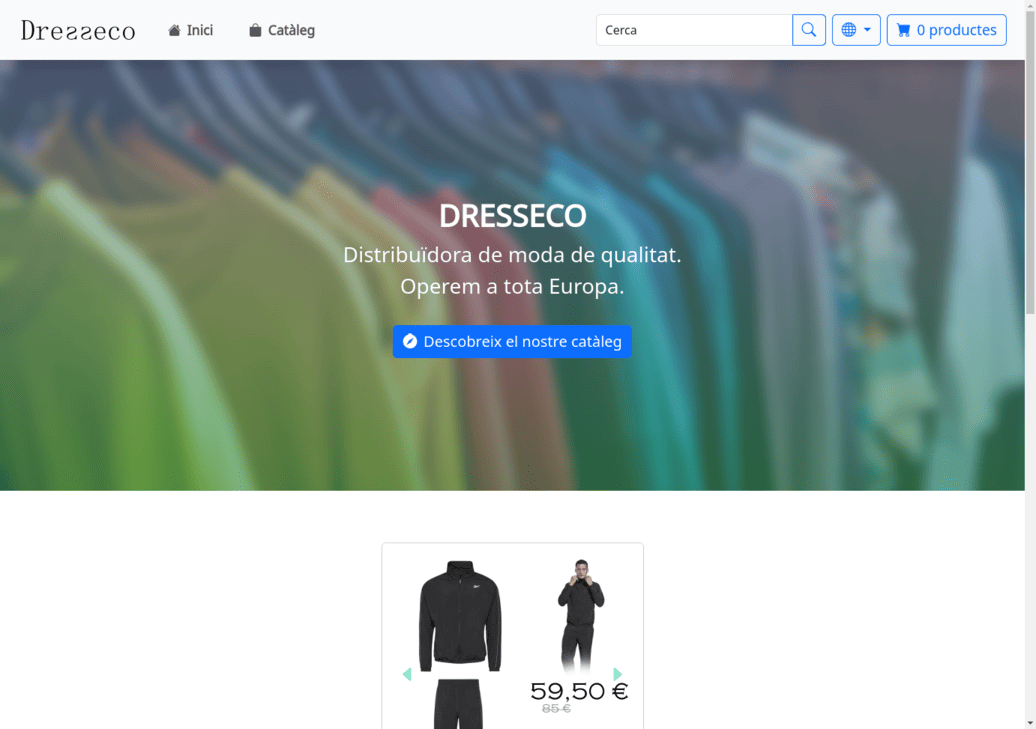 Dresseco
Inici
Catàleg
Cerca
0 productes
DRESSECO
Distribuïdora de moda de qualitat.
Operem a tota Europa.
Descobreix el nostre catàleg
59,50 €
85 €